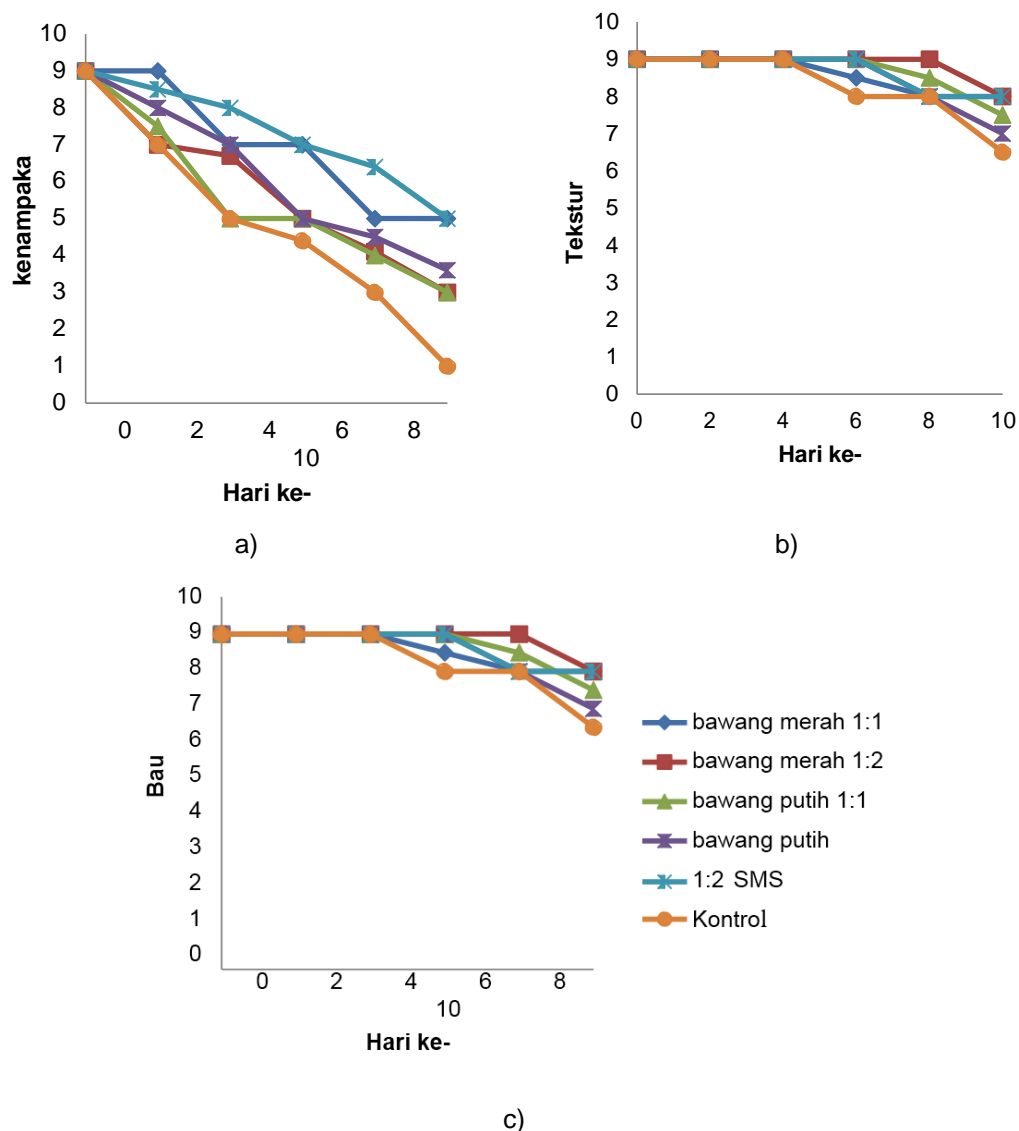 10
9
8
7
6
5
4
3
2
1
0
kenampaka
0 2 4 6 8
10
Hari ke-
a)
10
9
8
7
6
5
4
3
2
1
0
Tekstur
0 2 4 6 8 10
Hari ke-
b)
10
9
8
7
6
5
4
3
2
1
0
Bau
0 2 4 6 8
10
Hari ke-
bawang merah 1:1
bawang merah 1:2
bawang putih 1:1
bawang putih
1:2 SMS
Kontrol
c)